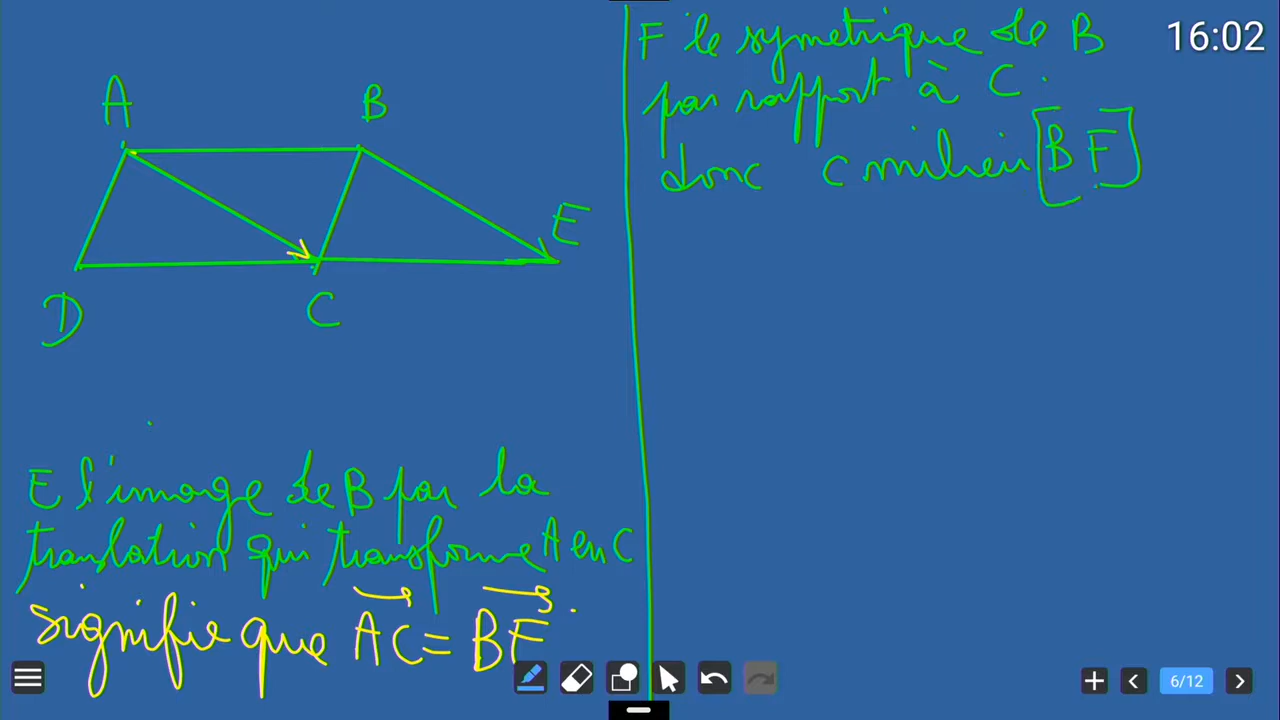 A
B
E
D
C
E l'image de B par la
translation qui transforme A en C
signifie que AC = BE
F le symetrique de B
par rapport à C.
donc C milieu [BF]
16:02
6/12